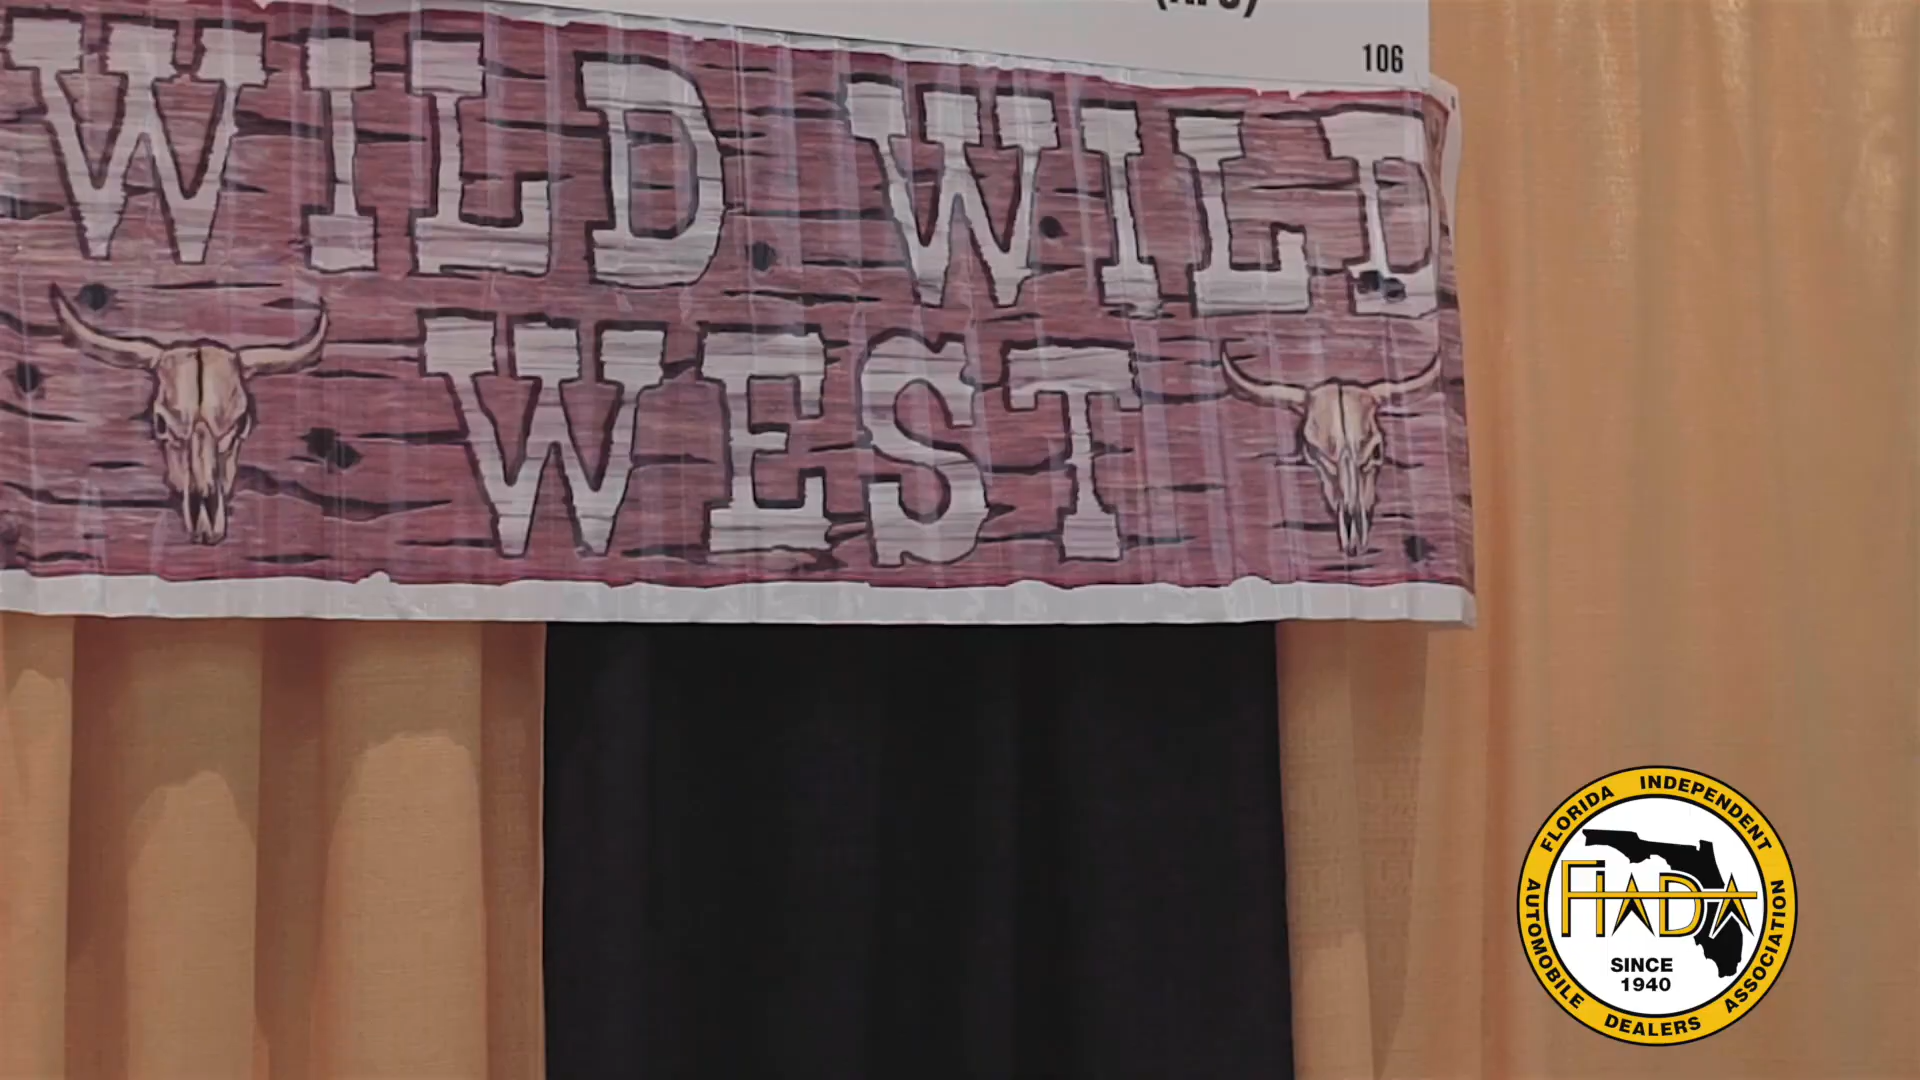 106
WILD WILD
WEST
FLORIDA INDEPENDENT
AUTOMOBILE DEALERS ASSOCIATION
FIADA
SINCE
1940